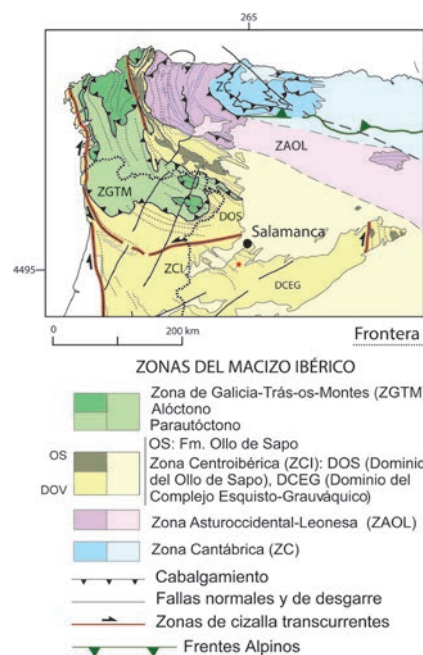 265
ZC
ZAOL
ZGTM
DOS
Salamanca
ZCI
4495
DCEG
0
200 km
Frontera
ZONAS DEL MACIZO IBÉRICO
Zona de Galicia-Trás-os-Montes (ZGTM)
Alóctono
Parautóctono
OS
OS: Fm. Ollo de Sapo
Zona Centroibérica (ZCI): DOS (Dominio
del Ollo de Sapo), DCEG (Dominio del
DOV
Complejo Esquisto-Grauváquico)
Zona Asturoccidental-Leonesa (ZAOL)
Zona Cantábrica (ZC)
Cabalgamiento
Fallas normales y de desgarre
Zonas de cizalla transcurrentes
Frentes Alpinos